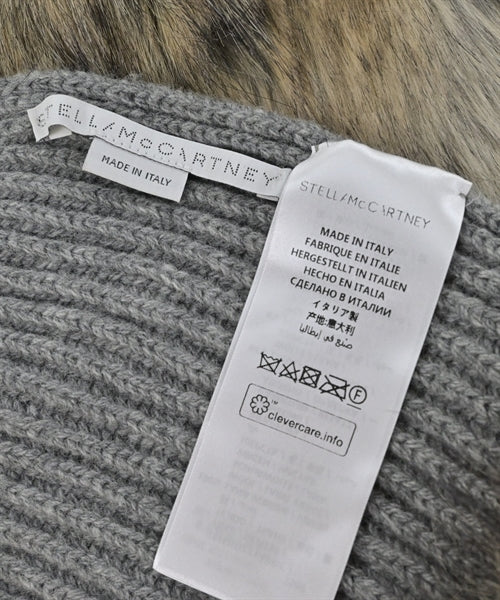 STELLA McCARTNEY
MADE IN ITALY
STELLA McCARTNEY
MADE IN ITALY
FABRIQUE EN ITALIE
HERGESTELLT IN ITALIEN
HECHO EN ITALIA
СДЕЛАНО В ИТАЛИИ
イタリア製
产地:意大利
صنع في إيطاليا
F
™
clevercare.info